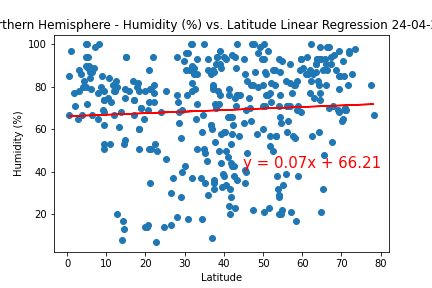 rthern Hemisphere - Humidity (%) vs. Latitude Linear Regression 24-04-
100
80
60
40
20
Humidity (%)
y = 0.07x + 66.21
0 10 20 30 40 50 60 70 80
Latitude